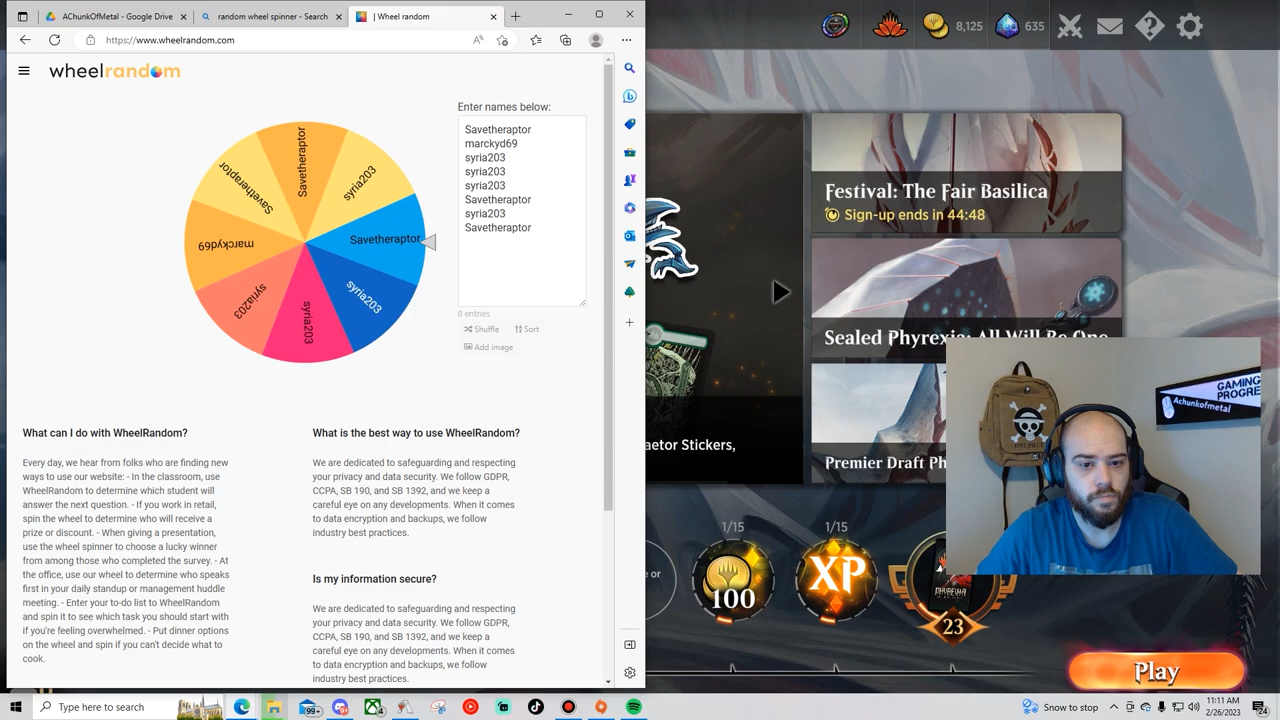 AChunkOfMetal - Google Drive
random wheel spinner - Search
| Wheel random
https://www.wheelrandom.com
8,125
635
wheelrandom
Enter names below:
Savetheraptor
marckyd69
syria203
syria203
syria203
Savetheraptor
syria203
Savetheraptor
8 entries
Shuffle
Sort
Add image
Savetheraptor
syria203
Savetheraptor
syria203
syria203
syria203
marckyd69
Savetheraptor
What can I do with WheelRandom?
Every day, we hear from folks who are finding new
ways to use our website: - In the classroom, use
WheelRandom to determine which student will
answer the next question. - If you work in retail,
spin the wheel to determine who will receive a
prize or discount. - When giving a presentation,
use the wheel spinner to choose a lucky winner
from among those who completed the survey. - At
the office, use our wheel to determine who speaks
first in your daily standup or management huddle
meeting. - Enter your to-do list to WheelRandom
and spin it to see which task you should start with
if you're feeling overwhelmed. - Put dinner options
on the wheel and spin if you can't decide what to
cook.
What is the best way to use WheelRandom?
We are dedicated to safeguarding and respecting
your privacy and data security. We follow GDPR,
CCPA, SB 190, and SB 1392, and we keep a
careful eye on any developments. When it comes
to data encryption and backups, we follow
industry best practices.
Is my information secure?
We are dedicated to safeguarding and respecting
your privacy and data security. We follow GDPR,
CCPA, SB 190, and SB 1392, and we keep a
careful eye on any developments. When it comes
to data encryption and backups, we follow
industry best practices.
Festival: The Fair Basilica
Sign-up ends in 44:48
Sealed Phyrexia: All Will Be One
Premier Draft Ph
aetor Stickers,
GAMING
PROGRE
Achunkofmetal
e or
1/15
100
1/15
XP
23
Play
Type here to search
99+
4
Snow to stop
11:11 AM
2/26/2023
24